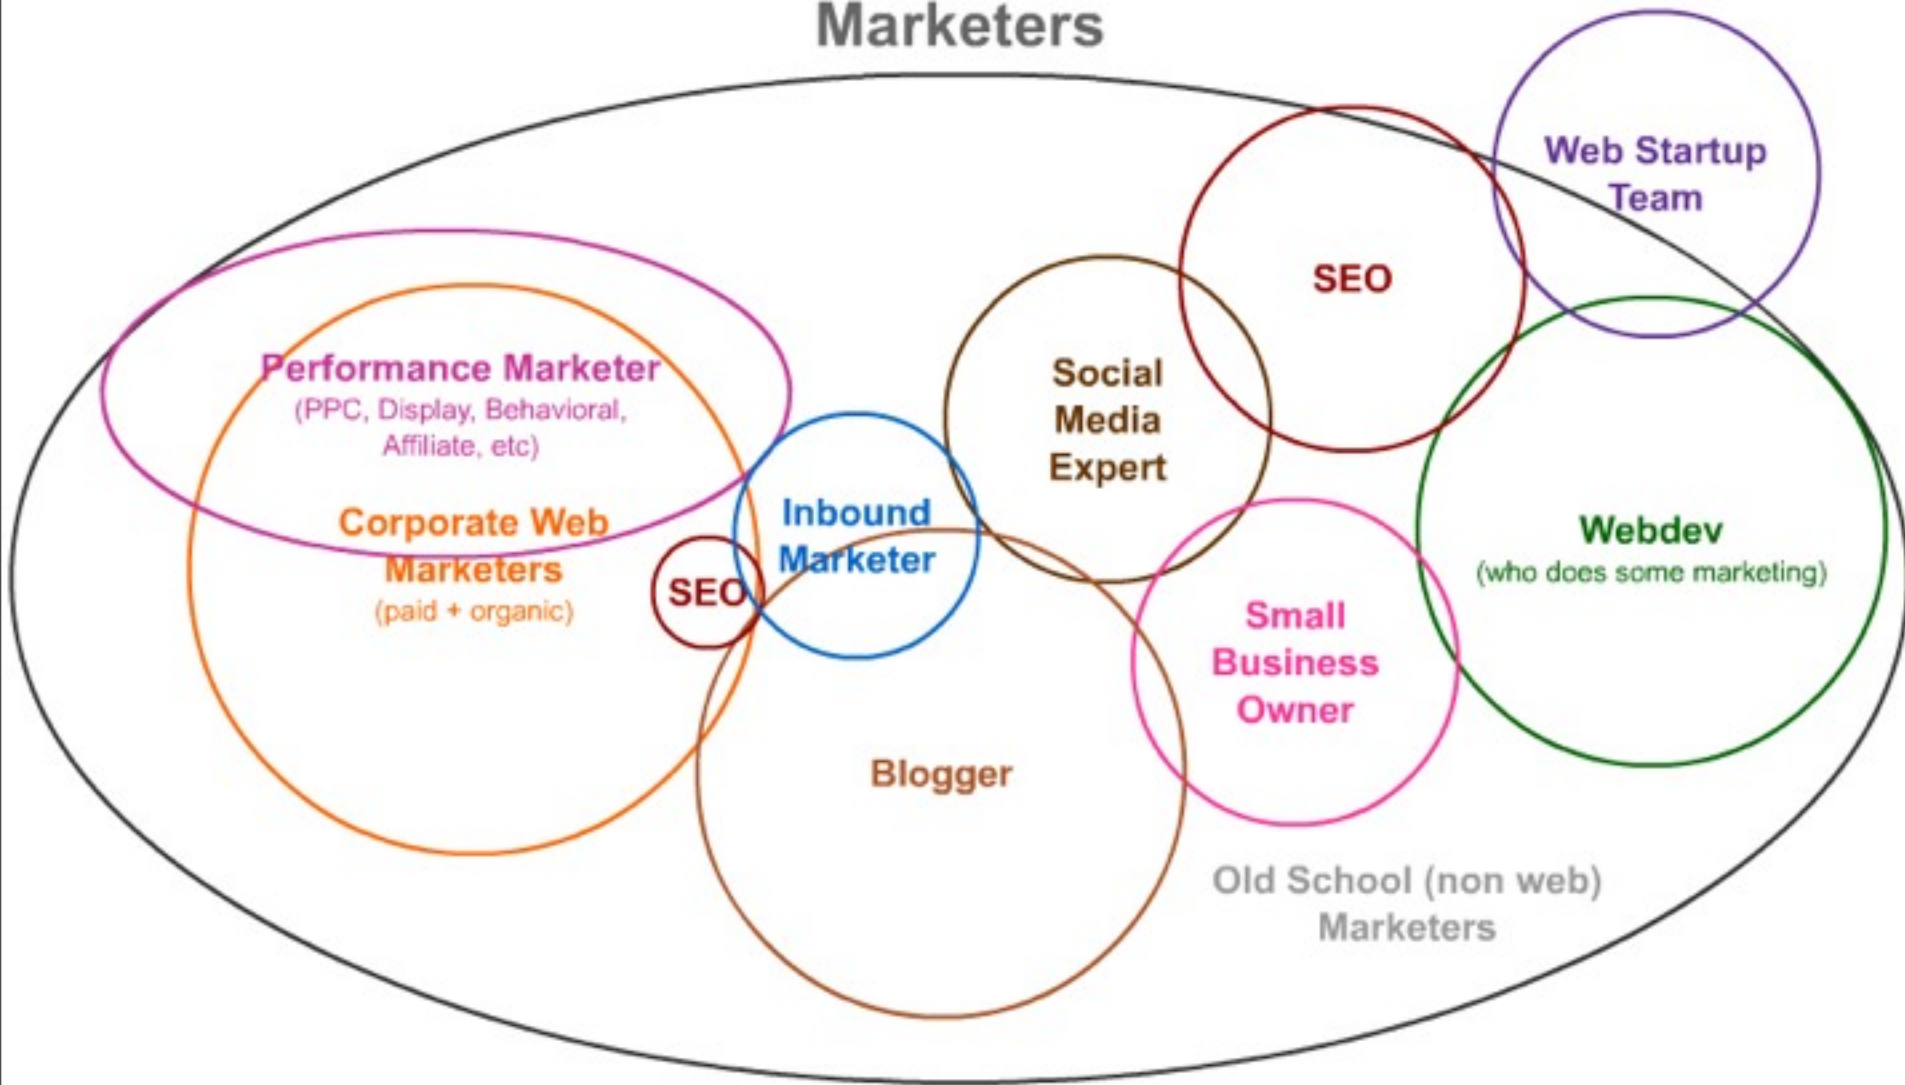 Marketers
Web Startup
Team
SEO
Social
Media
Expert
Performance Marketer
(PPC, Display, Behavioral,
Affiliate, etc)
Corporate Web
Marketers
(paid + organic)
SEO
Inbound
Marketer
Webdev
(who does some marketing)
Small
Business
Owner
Blogger
Old School (non web)
Marketers